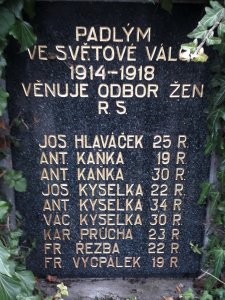 PADLÝM
VE SVĚTOVÉ VÁLCE
1914-1918
VĚNUJE ODBOR ŽEN
R. S.
JOS. HLAVÁČEK 25 R.
ANT. KAŇKA 19 R.
ANT. KAŇKA 30 R.
JOS. KYSELKA 22 R.
ANT. KYSELKA 34 R.
VÁC. KYSELKA 30 R.
KAR. PRŮCHA 23 R.
FR. ŘEZBA 22 R.
FR. VYCPÁLEK 19 R.